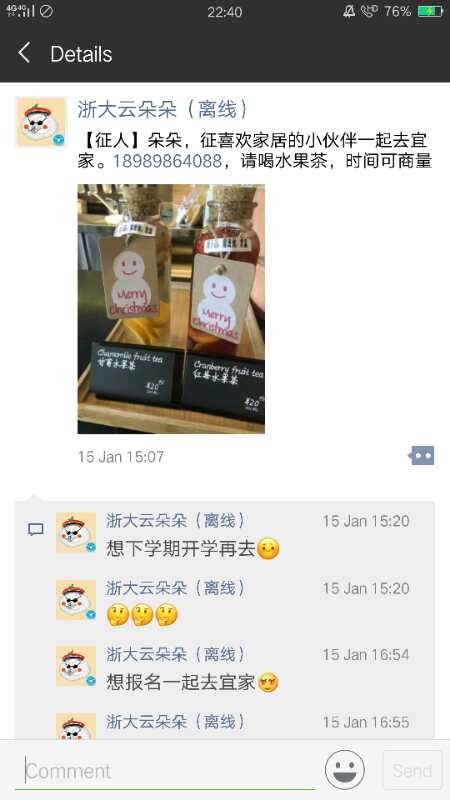 4G 4G
22:40
HD 76%
Details
浙大云朵朵（离线）
【征人】朵朵，征喜欢家居的小伙伴一起去宜
家。18989864088，请喝水果茶，时间可商量
Merry
Christmas
Merry
Christmas
Chamomile fruit tea
甘菊水果茶
¥20
Cranberry fruit tea
红莓水果茶
¥20
15 Jan 15:07
浙大云朵朵（离线） 15 Jan 15:20
想下学期开学再去
浙大云朵朵（离线） 15 Jan 15:20
浙大云朵朵（离线） 15 Jan 16:54
想报名一起去宜家
浙大云朵朵（离线） 15 Jan 16:55
Comment
Send